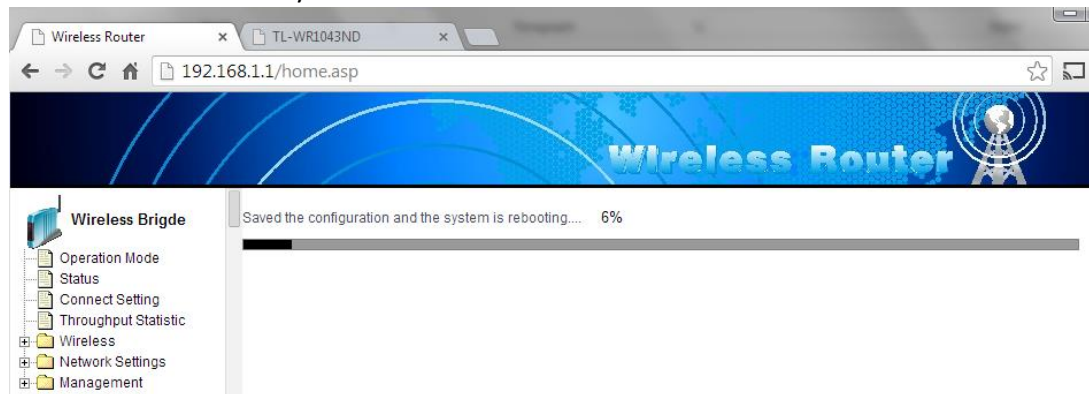 Wireless Router
TL-WR1043ND
192.168.1.1/home.asp
Wireless Router
Wireless Brigde
Saved the configuration and the system is rebooting.... 6%
Operation Mode
Status
Connect Setting
Throughput Statistic
Wireless
Network Settings
Management